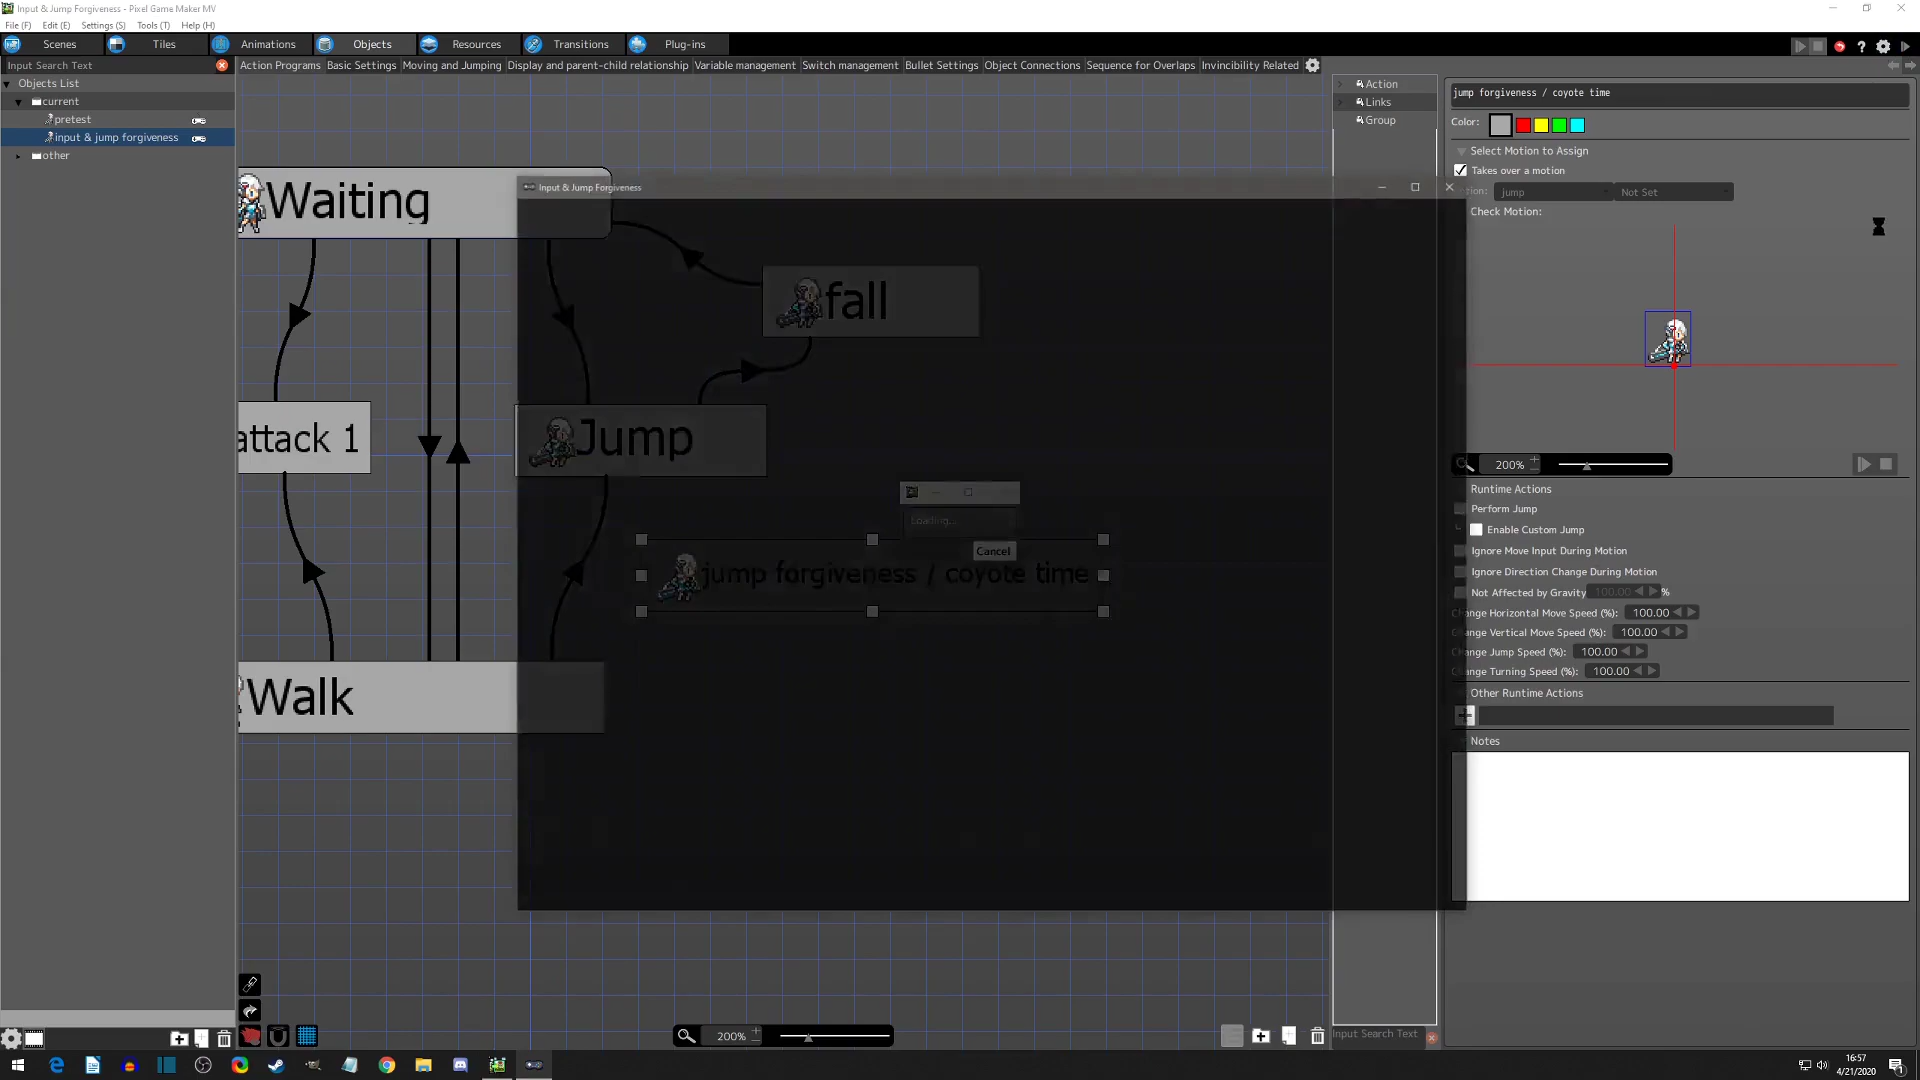 Input & Jump Forgiveness - Pixel Game Maker MV
File (F) Edit (E) Settings (S) Tools (T) Help (H)
Scenes Tiles Animations Objects Resources Transitions Plug-ins
Input Search Text
Action Programs Basic Settings Moving and Jumping Display and parent-child relationship Variable management Switch management Bullet Settings Object Connections Sequence for Overlaps Invincibility Related
Objects List
current
pretest
input & jump forgiveness
other
Waiting
Input & Jump Forgiveness
fall
attack 1
Jump
Loading...
Cancel
jump forgiveness / coyote time
Walk
200%
Action
Links
Group
Input Search Text
jump forgiveness / coyote time
Color:
Select Motion to Assign
Takes over a motion
jump Not Set
Check Motion:
200%
Runtime Actions
Perform Jump
Enable Custom Jump
Ignore Move Input During Motion
Ignore Direction Change During Motion
Not Affected by Gravity 100.00 %
Change Horizontal Move Speed (%): 100.00
Change Vertical Move Speed (%): 100.00
Change Jump Speed (%): 100.00
Change Turning Speed (%): 100.00
Other Runtime Actions
Notes
16:57
4/21/2020